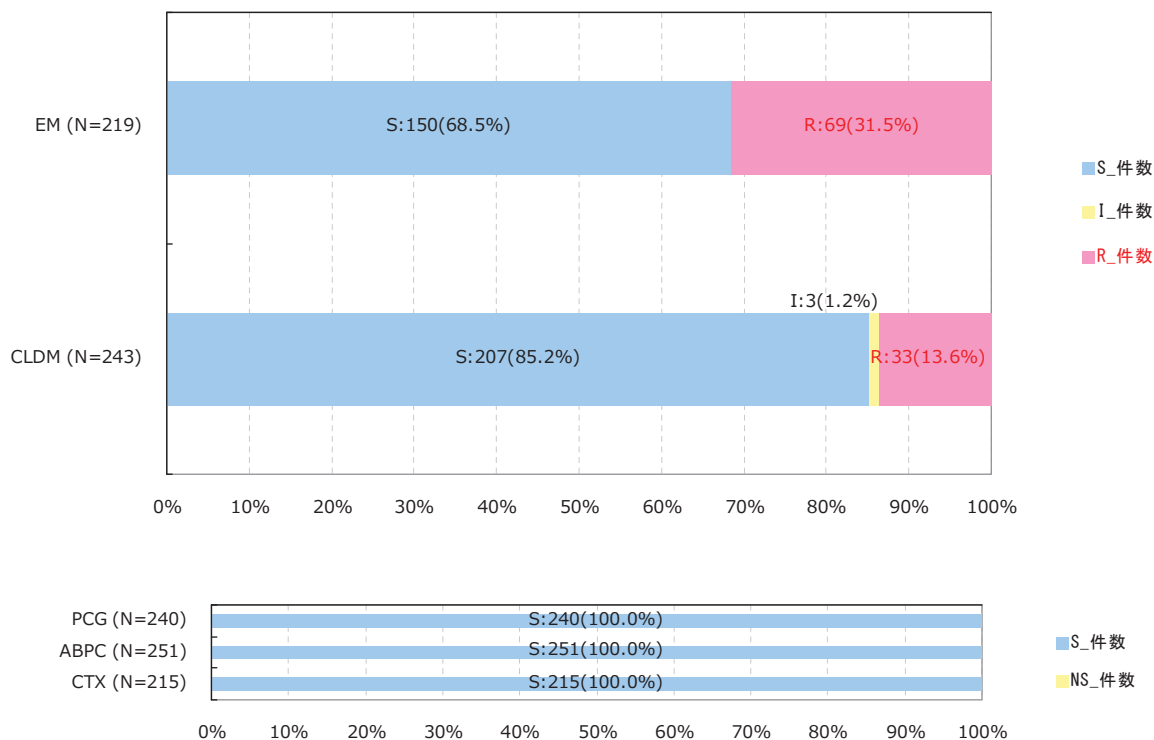 EM (N=219)
S:150(68.5%)
R:69(31.5%)
S_件数
I_件数
R_件数
I:3(1.2%)
CLDM (N=243)
S:207(85.2%)
R:33(13.6%)
0% 10% 20% 30% 40% 50% 60% 70% 80% 90% 100%
PCG (N=240)
S:240(100.0%)
ABPC (N=251)
S:251(100.0%)
CTX (N=215)
S:215(100.0%)
S_件数
NS_件数
0% 10% 20% 30% 40% 50% 60% 70% 80% 90% 100%